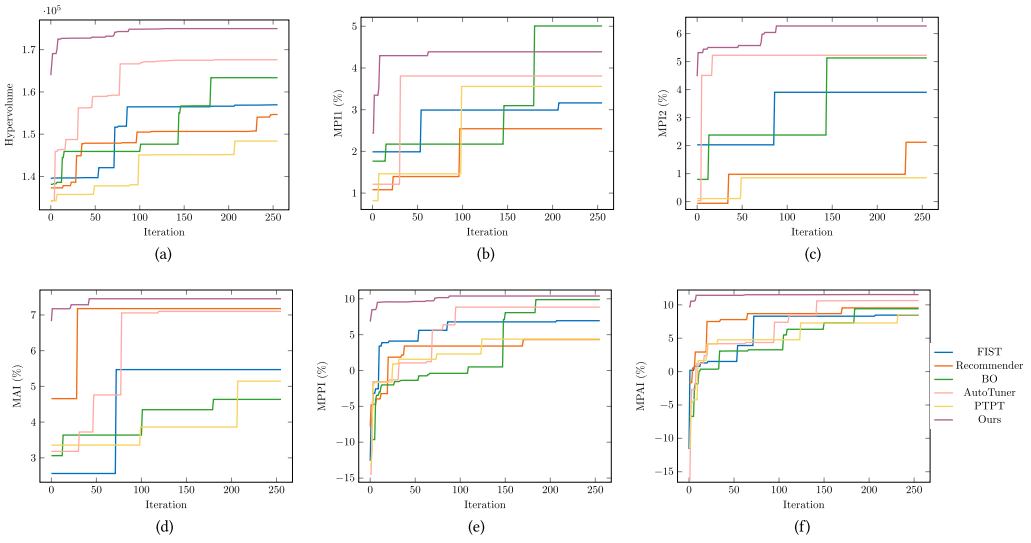 ·10⁵
1.7
1.6
1.5
1.4
Hypervolume
0 50 100 150 200 250
Iteration
(a)
5
4
3
2
1
MPI1 (%)
0 50 100 150 200 250
Iteration
(b)
6
5
4
3
2
1
0
MPI2 (%)
0 50 100 150 200 250
Iteration
(c)
7
6
5
4
3
MAI (%)
0 50 100 150 200 250
Iteration
(d)
10
5
0
−5
−10
−15
MPPI (%)
0 50 100 150 200 250
Iteration
(e)
10
5
0
−5
−10
−15
MPAI (%)
0 50 100 150 200 250
Iteration
(f)
FIST
Recommender
BO
AutoTuner
PTPT
Ours